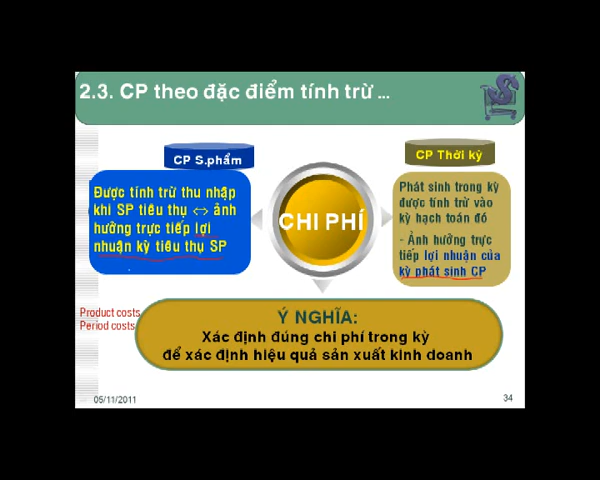 2.3. CP theo đặc điểm tính trừ ...
CP S.phẩm
Được tính trừ thu nhập
khi SP tiêu thụ ⇔ ảnh
hưởng trực tiếp lợi
nhuận kỳ tiêu thụ SP
CHI PHÍ
CP Thời kỳ
Phát sinh trong kỳ
được tính trừ vào
kỳ hạch toán đó
- Ảnh hưởng trực
tiếp lợi nhuận của
kỳ phát sinh CP
Product costs
Period costs
Ý NGHĨA:
Xác định đúng chi phí trong kỳ
để xác định hiệu quả sản xuất kinh doanh
05/11/2011
34